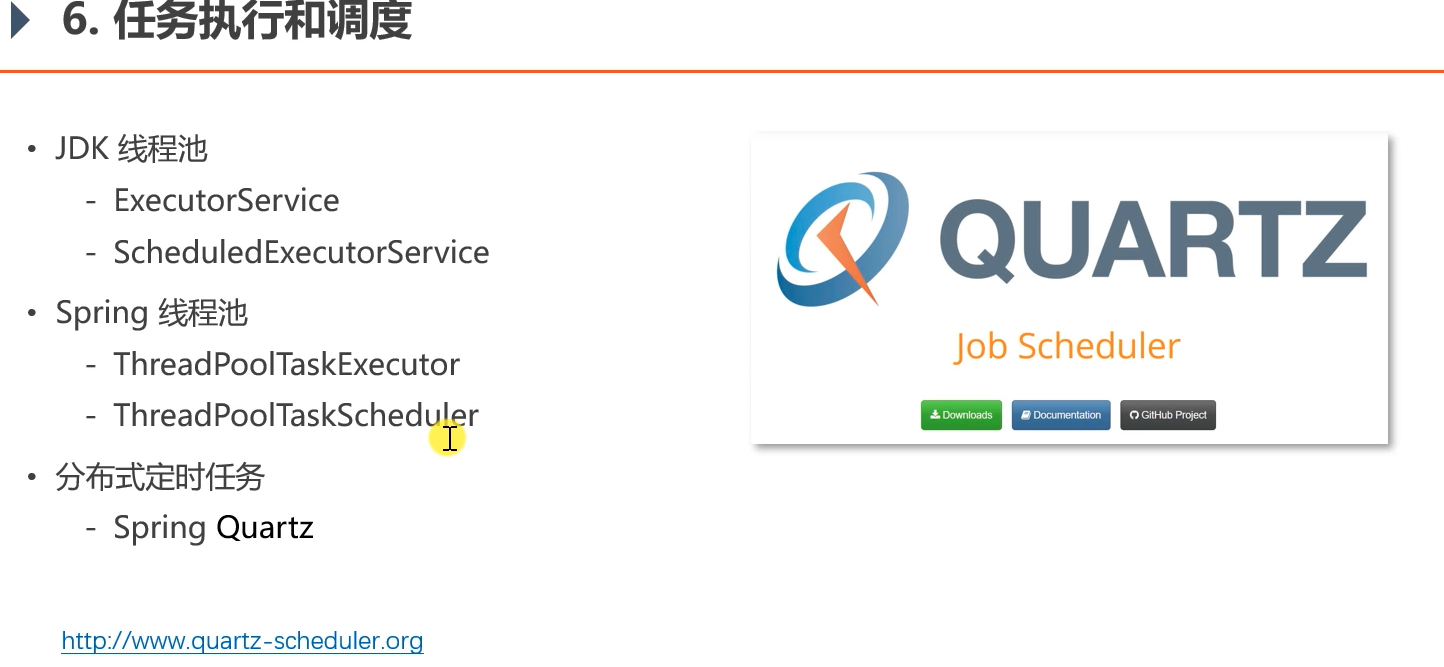 6. 任务执行和调度
• JDK 线程池
- ExecutorService
- ScheduledExecutorService
• Spring 线程池
- ThreadPoolTaskExecutor
- ThreadPoolTaskScheduler
• 分布式定时任务
- Spring Quartz
http://www.quartz-scheduler.org
QUARTZ
Job Scheduler
Downloads
Documentation
GitHub Project